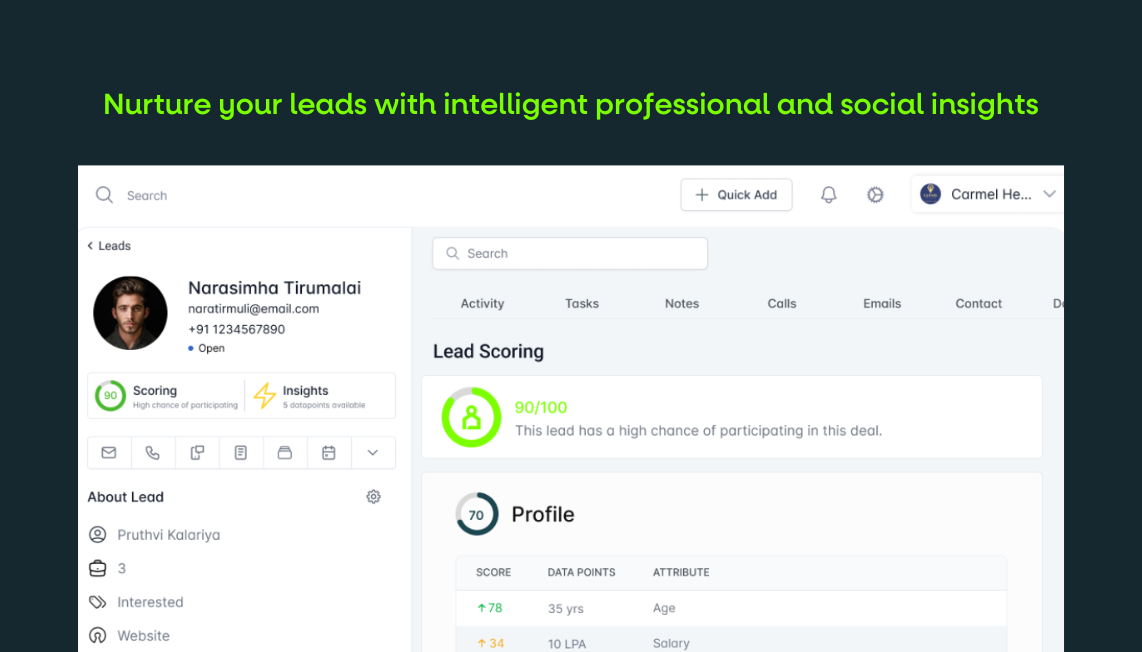 Nurture your leads with intelligent professional and social insights
Search
Quick Add
Carmel He...
Leads
Narasimha Tirumalai
naratirmuli@email.com
+91 1234567890
Open
90
Scoring
High chance of participating
Insights
5 datapoints available
About Lead
Pruthvi Kalariya
3
Interested
Website
Search
Activity Tasks Notes Calls Emails Contact
Lead Scoring
90/100
This lead has a high chance of participating in this deal.
70
Profile
SCORE DATA POINTS ATTRIBUTE
↑78 35 yrs Age
↑34 10 LPA Salary